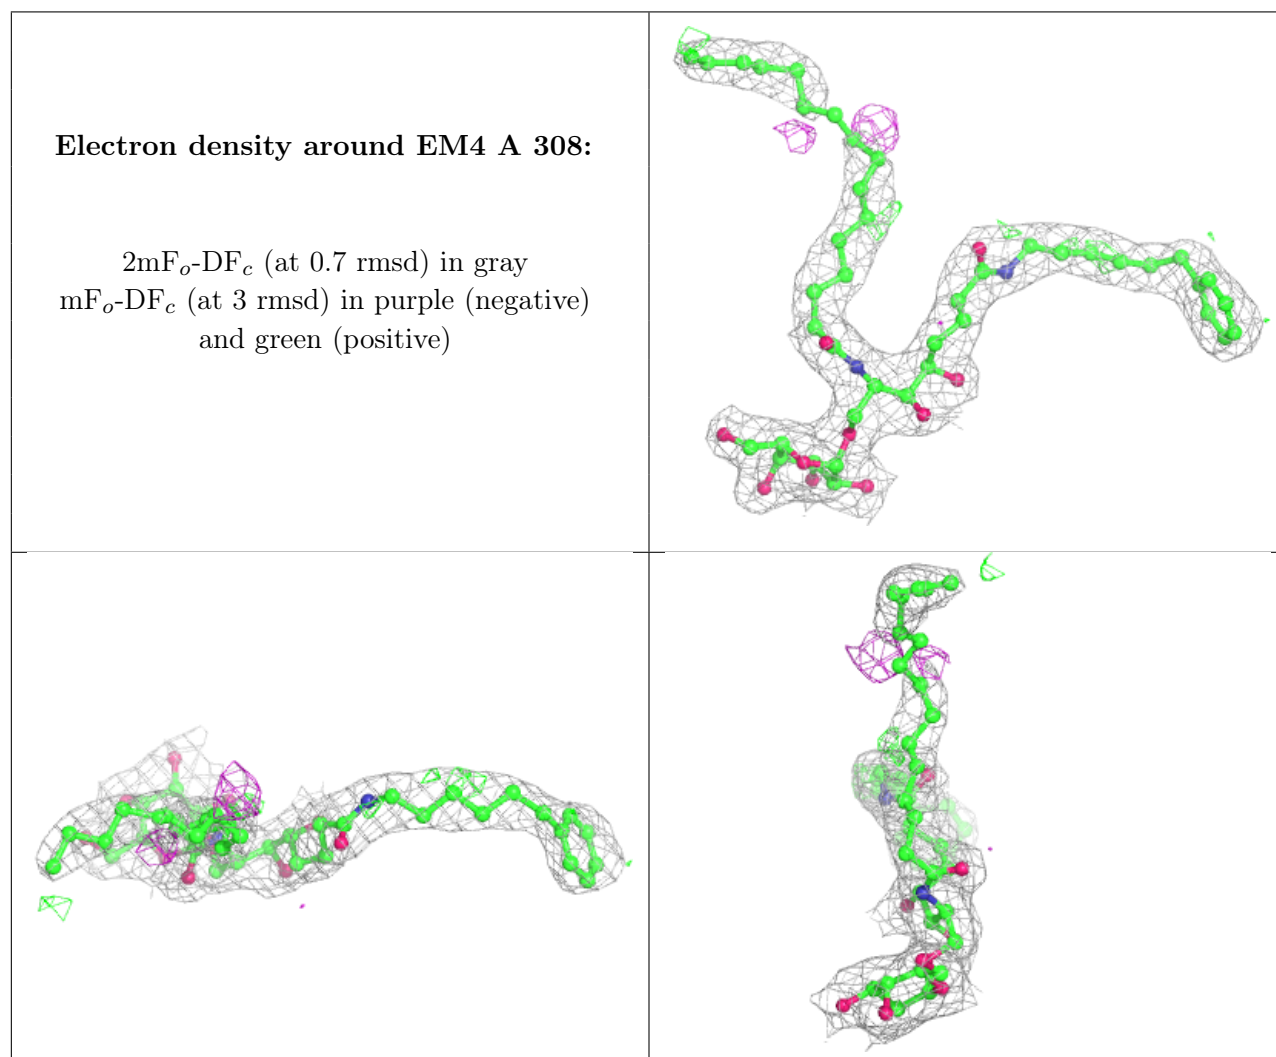 Electron density around EM4 A 308:
2mFo-DFc (at 0.7 rmsd) in gray
mFo-DFc (at 3 rmsd) in purple (negative)
and green (positive)